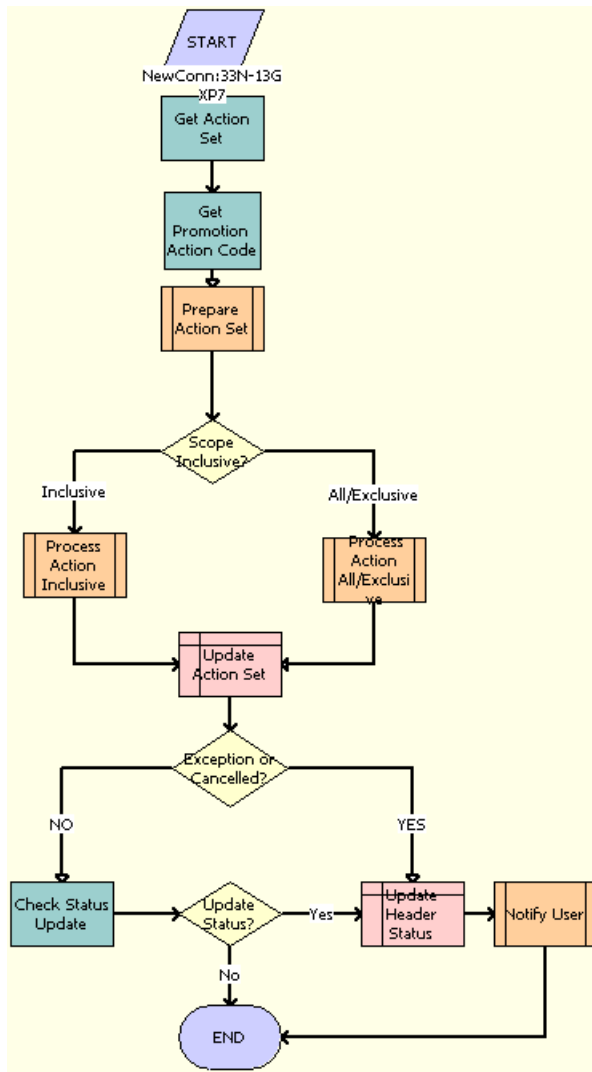 START
NewConn:33N-13G
XP7
Get Action
Set
Get
Promotion
Action Code
Prepare
Action Set
Scope
Inclusive?
Inclusive
All/Exclusive
Process
Action
Inclusive
Process
Action
All/Exclusi
ve
Update
Action Set
Exception or
Cancelled?
NO
YES
Check Status
Update
Update
Status?
Yes
Update
Header
Status
Notify User
No
END